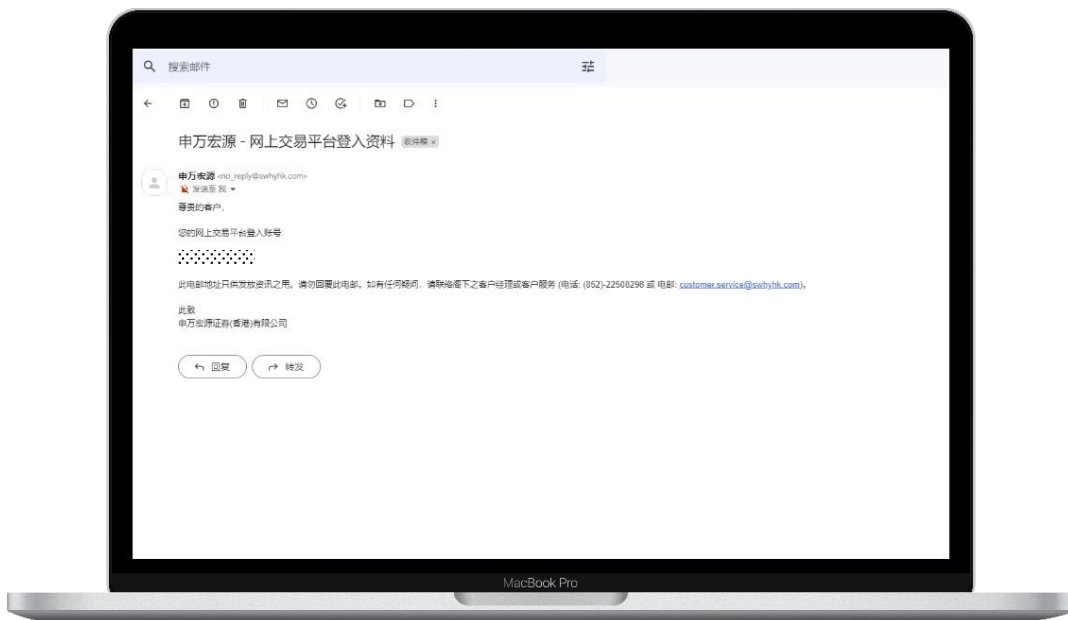 搜索邮件
申万宏源 - 网上交易平台登入资料 收件箱 ×
申万宏源 <no_reply@swhyhk.com>
发送至 我
尊贵的客户,
您的网上交易平台登入账号:
此电邮地址只供发放资讯之用。请勿回覆此电邮。如有任何疑问，请联络阁下之客户经理或客户服务 (电话: (852)-22508298 或 电邮: customer.service@swhyhk.com)。
此致
申万宏源证券(香港)有限公司
回复 转发
MacBook Pro